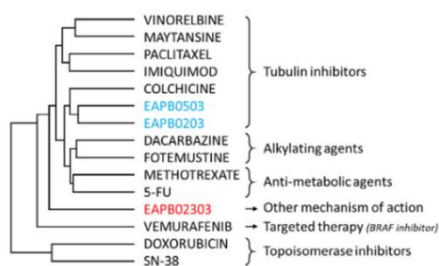 VINORELBINE
MAYTANSINE
PACLITAXEL
IMIQUIMOD
COLCHICINE
EAPB0503
EAPB0203
Tubulin inhibitors
DACARBAZINE
FOTEMUSTINE
Alkylating agents
METHOTREXATE
5-FU
Anti-metabolic agents
EAPB02303
Other mechanism of action
VEMURAFENIB
Targeted therapy (BRAF inhibitor)
DOXORUBICIN
SN-38
Topoisomerase inhibitors